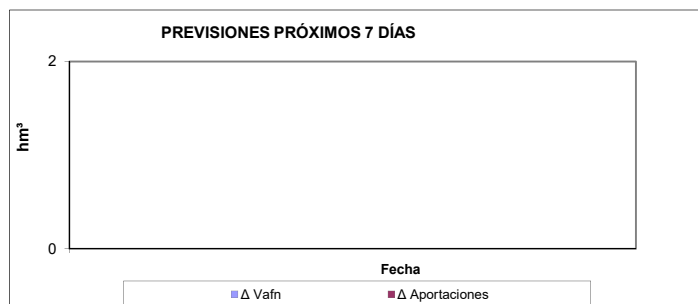 PREVISIONES PRÓXIMOS 7 DÍAS
2
hm³
0
Fecha
Δ Vafn Δ Aportaciones